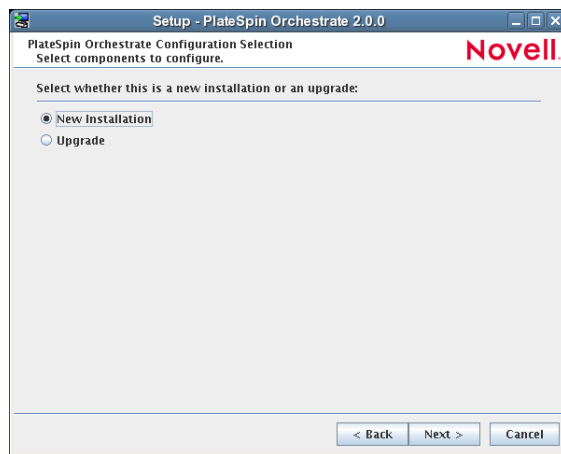 Setup - PlateSpin Orchestrate 2.0.0
PlateSpin Orchestrate Configuration Selection
Select components to configure.
Novell.
Select whether this is a new installation or an upgrade:
New Installation
Upgrade
< Back
Next >
Cancel